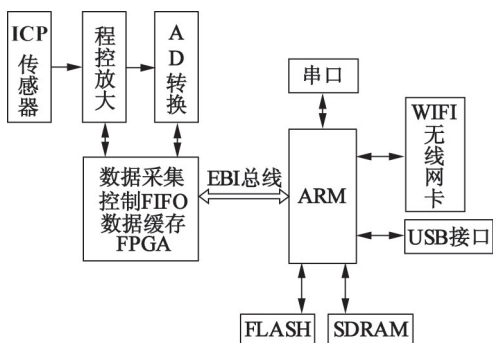 ICP
传
感
器
程
控
放
大
A
D
转
换
数据采集
控制FIFO
数据缓存
FPGA
EBI总线
串口
ARM
WIFI
无
线
网
卡
USB接口
FLASH
SDRAM